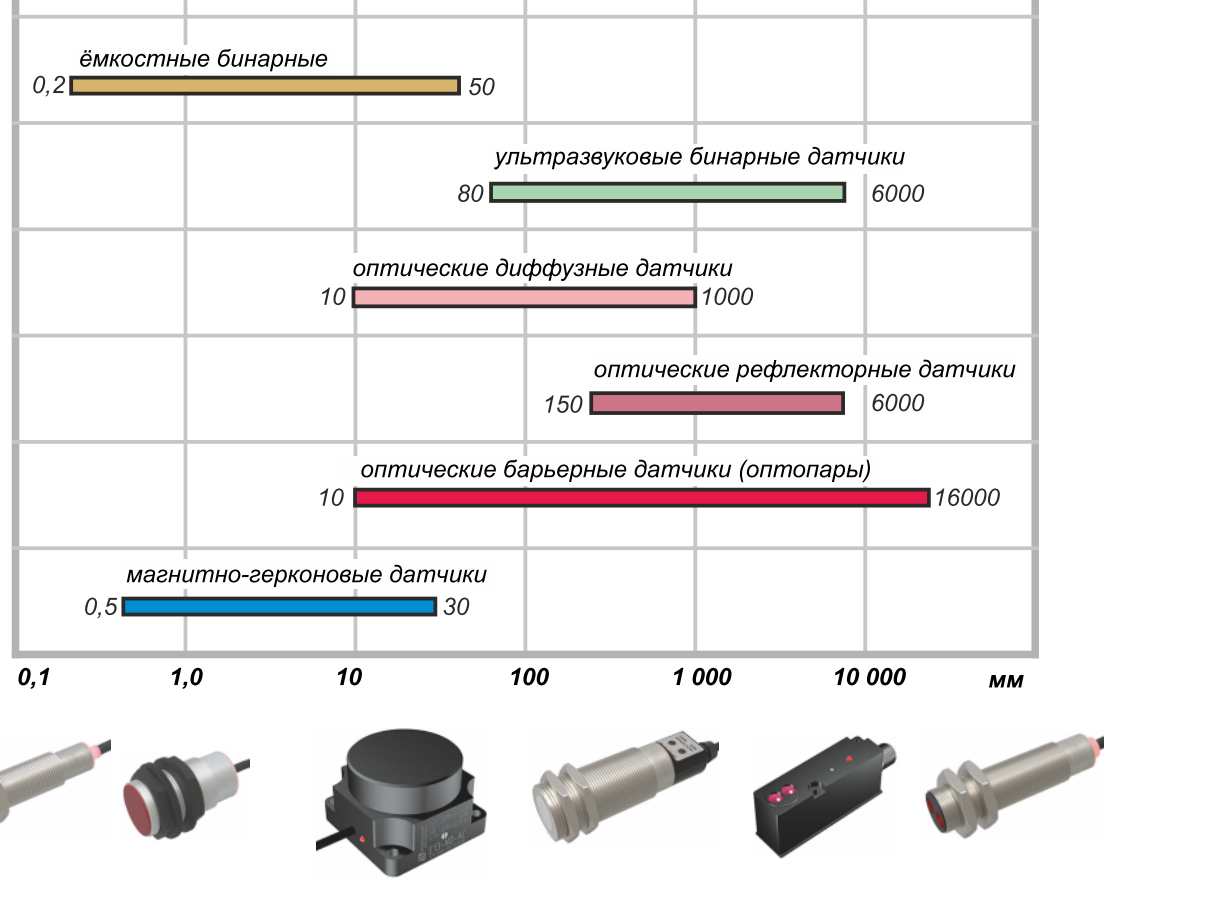 ёмкостные бинарные
0,2 50
ультразвуковые бинарные датчики
80 6000
оптические диффузные датчики
10 1000
оптические рефлекторные датчики
150 6000
оптические барьерные датчики (оптопары)
10 16000
магнитно-герконовые датчики
0,5 30
0,1 1,0 10 100 1 000 10 000 мм